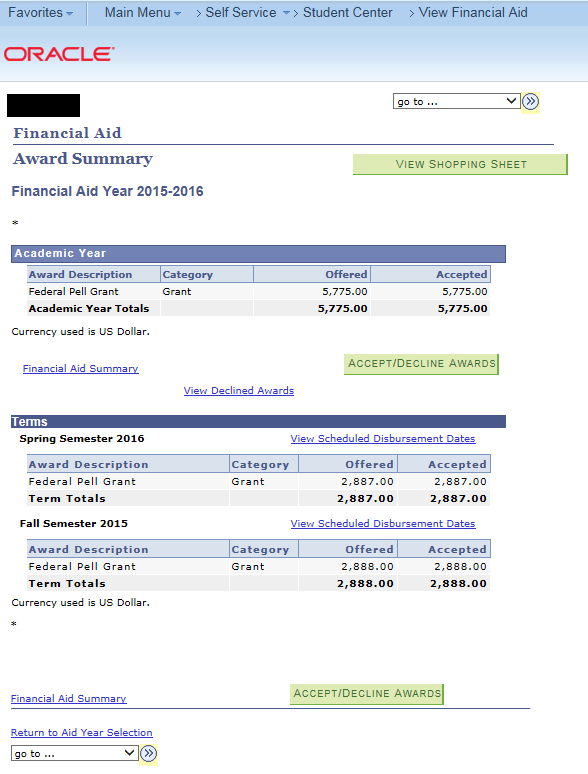 Favorites Main Menu > Self Service > Student Center > View Financial Aid
ORACLE
go to ...
Financial Aid
Award Summary
VIEW SHOPPING SHEET
Financial Aid Year 2015-2016
*
Academic Year
Award Description Category Offered Accepted
Federal Pell Grant Grant 5,775.00 5,775.00
Academic Year Totals 5,775.00 5,775.00
Currency used is US Dollar.
Financial Aid Summary ACCEPT/DECLINE AWARDS
View Declined Awards
Terms
Spring Semester 2016 View Scheduled Disbursement Dates
Award Description Category Offered Accepted
Federal Pell Grant Grant 2,887.00 2,887.00
Term Totals 2,887.00 2,887.00
Fall Semester 2015 View Scheduled Disbursement Dates
Award Description Category Offered Accepted
Federal Pell Grant Grant 2,888.00 2,888.00
Term Totals 2,888.00 2,888.00
Currency used is US Dollar.
*
Financial Aid Summary ACCEPT/DECLINE AWARDS
Return to Aid Year Selection
go to ...